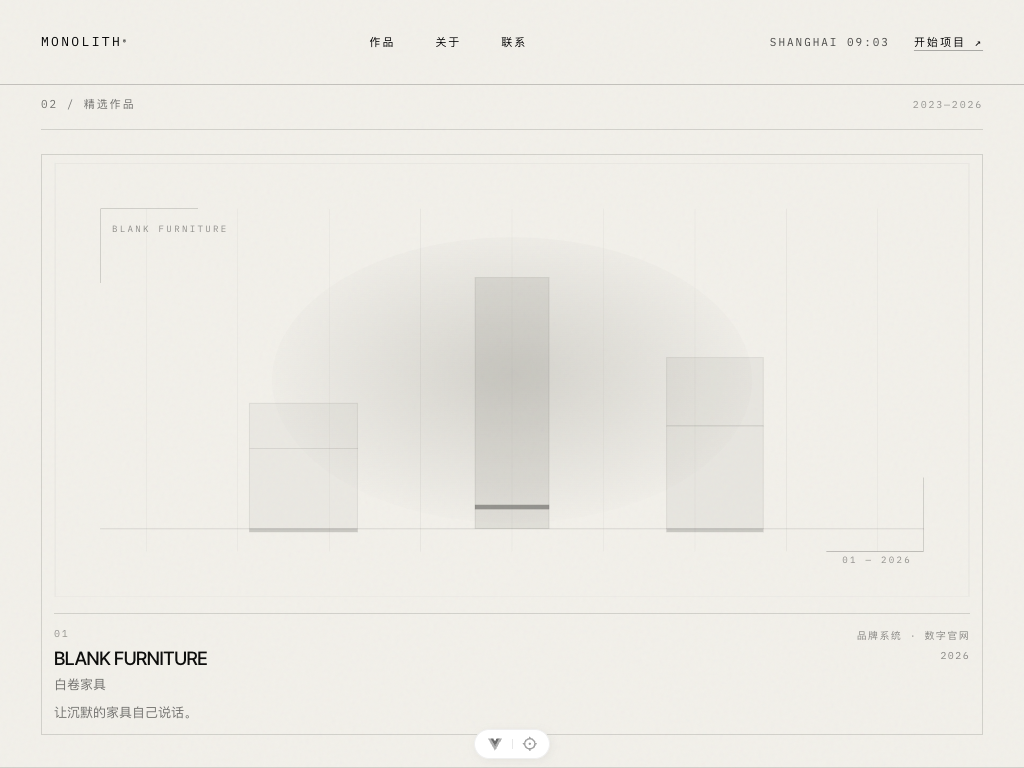 MONOLITH
作品
关于
联系
SHANGHAI 09:03
开始项目 ↗
02 / 精选作品
2023—2026
BLANK FURNITURE
01 — 2026
01
BLANK FURNITURE
白卷家具
让沉默的家具自己说话。
品牌系统 · 数字官网
2026